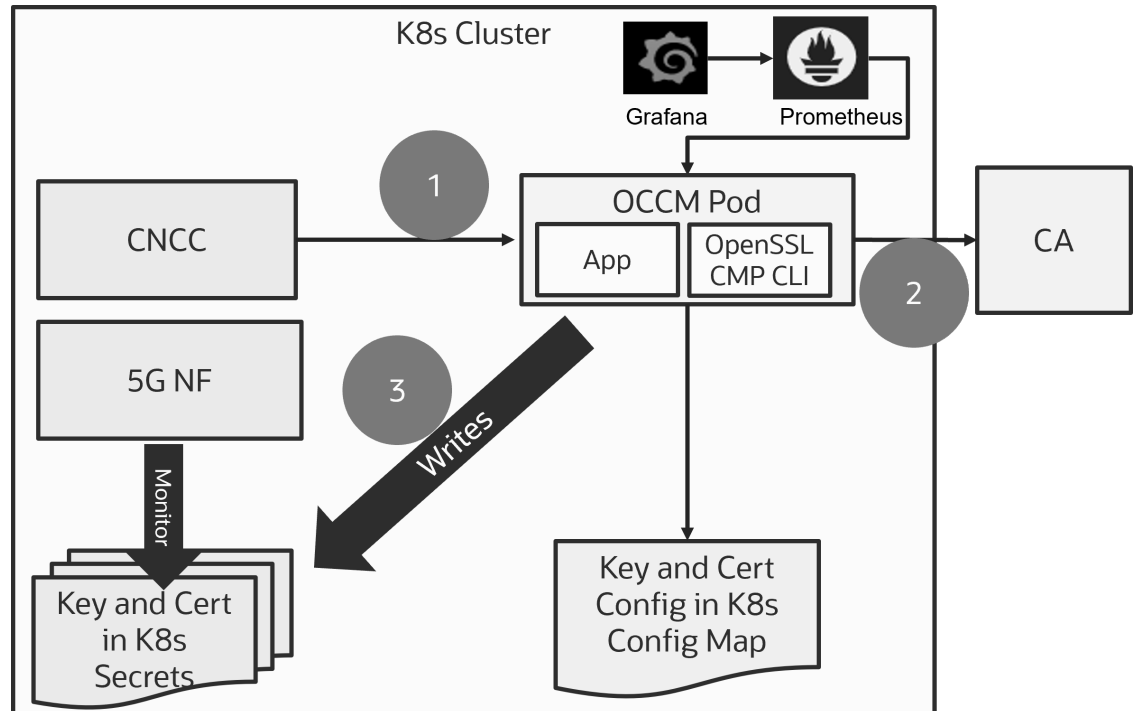 K8s Cluster
Grafana
Prometheus
1
CNCC
OCCM Pod
App
OpenSSL
CMP CLI
2
CA
5G NF
3
Writes
Monitor
Key and Cert
in K8s
Secrets
Key and Cert
Config in K8s
Config Map